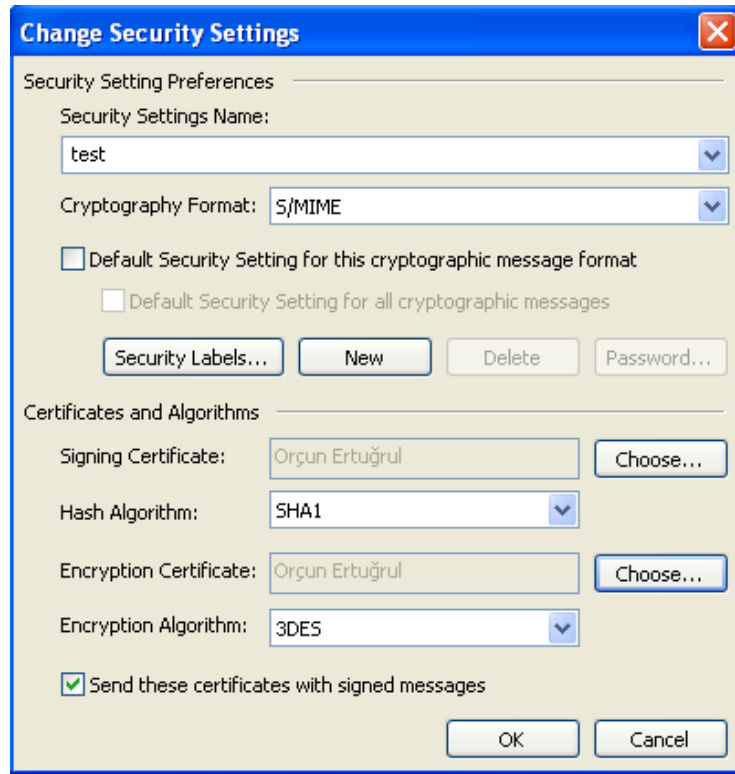 Change Security Settings
Security Setting Preferences
Security Settings Name:
test
Cryptography Format: S/MIME
Default Security Setting for this cryptographic message format
Default Security Setting for all cryptographic messages
Security Labels... New Delete Password...
Certificates and Algorithms
Signing Certificate: Orçun Ertuğrul Choose...
Hash Algorithm: SHA1
Encryption Certificate: Orçun Ertuğrul Choose...
Encryption Algorithm: 3DES
Send these certificates with signed messages
OK Cancel